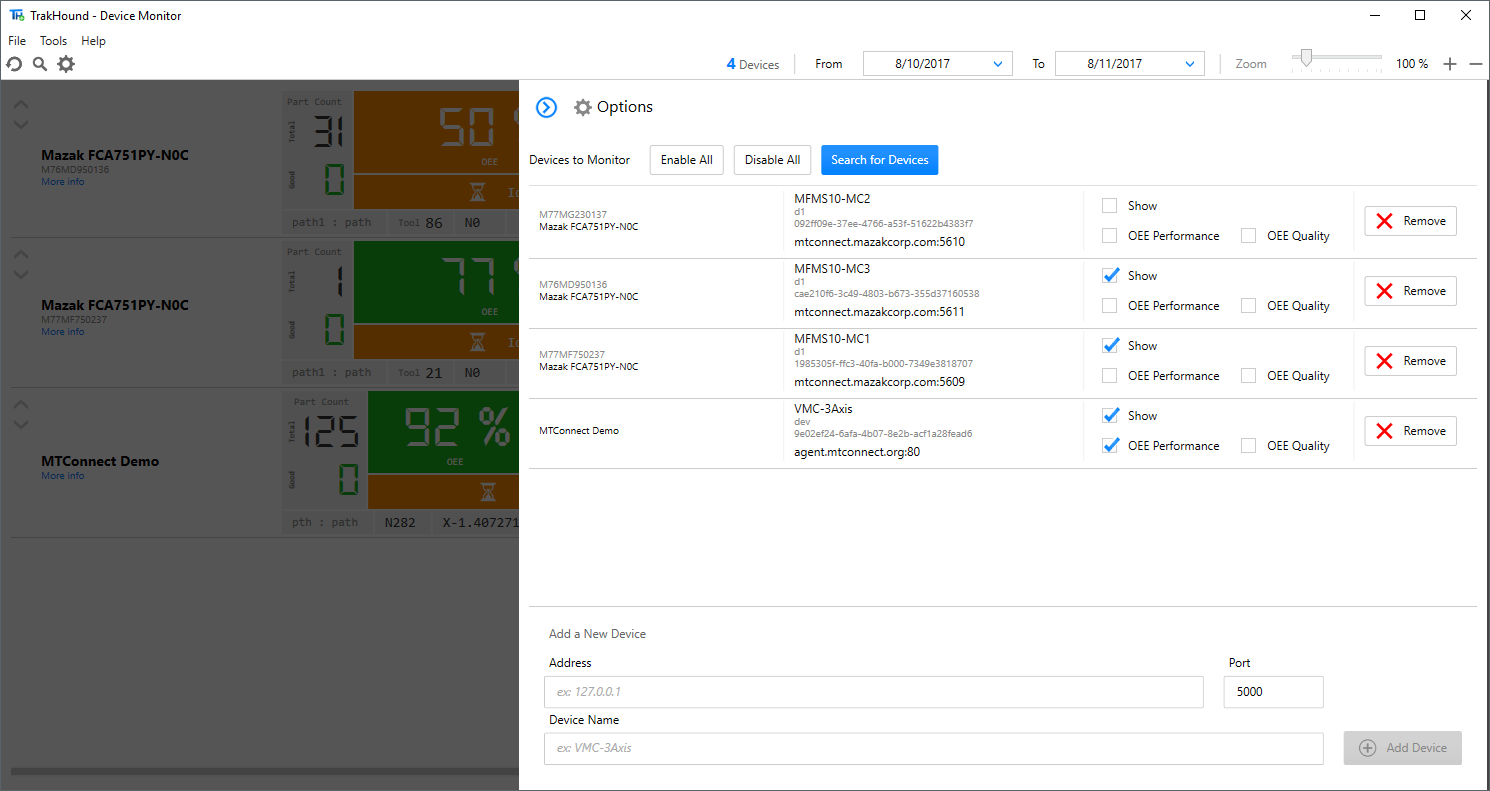 TrakHound - Device Monitor
File Tools Help
4 Devices From 8/10/2017 To 8/11/2017 Zoom 100 %
Part Count
Total 31
Good 0
50 %
OEE
Mazak FCA751PY-N0C
M76MD950136
More info
path1 : path Tool 86 N0
Part Count
Total 1
Good 0
77
OEE
Mazak FCA751PY-N0C
M77MF750237
More info
path1 : path Tool 21 N0
Part Count
Total 125
Good 0
92 %
OEE
MTConnect Demo
More info
pth : path N282 X-1.407271
Options
Devices to Monitor Enable All Disable All Search for Devices
M77MG230137
Mazak FCA751PY-N0C
MFMS10-MC2
d1
092ff09e-37ee-4766-a53f-51622b4383f7
mtconnect.mazakcorp.com:5610
Show
OEE Performance OEE Quality
Remove
M76MD950136
Mazak FCA751PY-N0C
MFMS10-MC3
d1
cae210f6-3c49-4803-b673-355d37160538
mtconnect.mazakcorp.com:5611
Show
OEE Performance OEE Quality
Remove
M77MF750237
Mazak FCA751PY-N0C
MFMS10-MC1
d1
1985305f-ffc3-40fa-b000-7349e3818707
mtconnect.mazakcorp.com:5609
Show
OEE Performance OEE Quality
Remove
MTConnect Demo
VMC-3Axis
dev
9e02ef24-6afa-4b07-8e2b-acf1a28fead6
agent.mtconnect.org:80
Show
OEE Performance OEE Quality
Remove
Add a New Device
Address Port
ex: 127.0.0.1 5000
Device Name
ex: VMC-3Axis Add Device